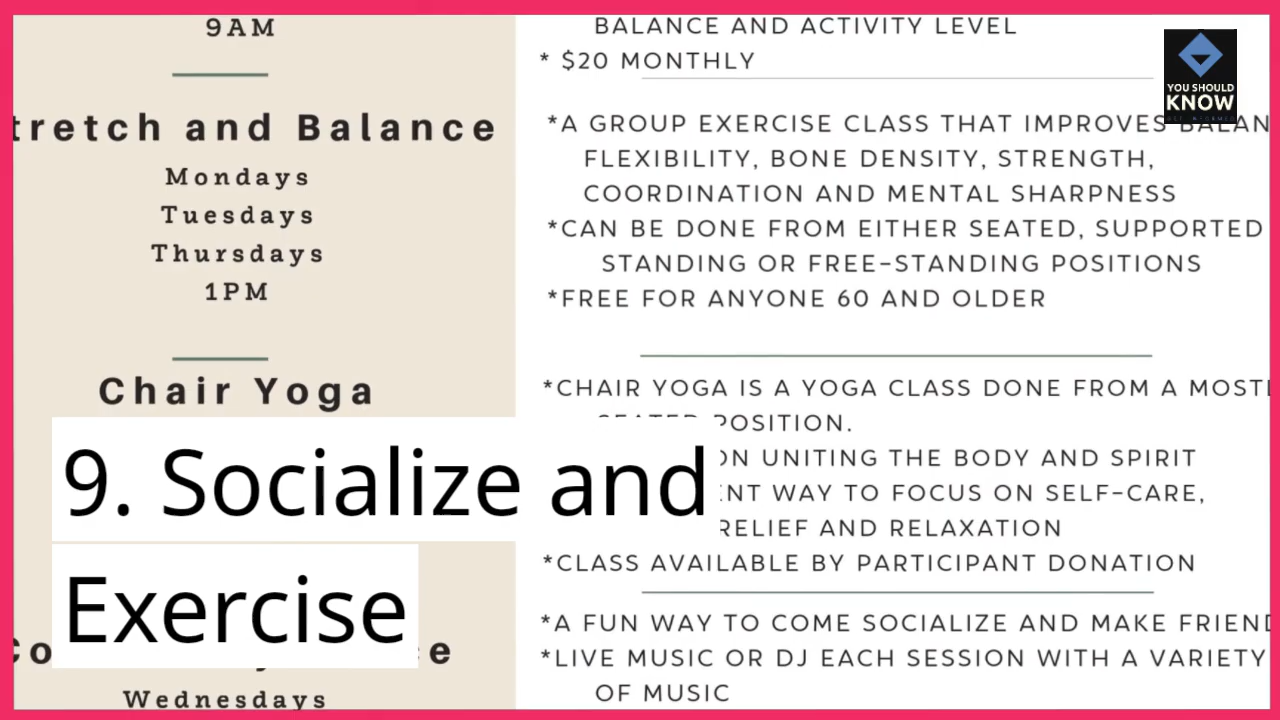 9AM
BALANCE AND ACTIVITY LEVEL
* $20 MONTHLY
YOU SHOULD
KNOW
GET INFORMED
tretch and Balance
Mondays
Tuesdays
Thursdays
1PM
*A GROUP EXERCISE CLASS THAT IMPROVES BALAN
FLEXIBILITY, BONE DENSITY, STRENGTH,
COORDINATION AND MENTAL SHARPNESS
*CAN BE DONE FROM EITHER SEATED, SUPPORTED
STANDING OR FREE-STANDING POSITIONS
*FREE FOR ANYONE 60 AND OLDER
Chair Yoga
*CHAIR YOGA IS A YOGA CLASS DONE FROM A MOSTL
POSITION.
ON UNITING THE BODY AND SPIRIT
WAY TO FOCUS ON SELF-CARE,
RELIEF AND RELAXATION
*CLASS AVAILABLE BY PARTICIPANT DONATION
9. Socialize and
Exercise
Wednesdays
*A FUN WAY TO COME SOCIALIZE AND MAKE FRIEND
*LIVE MUSIC OR DJ EACH SESSION WITH A VARIETY
OF MUSIC